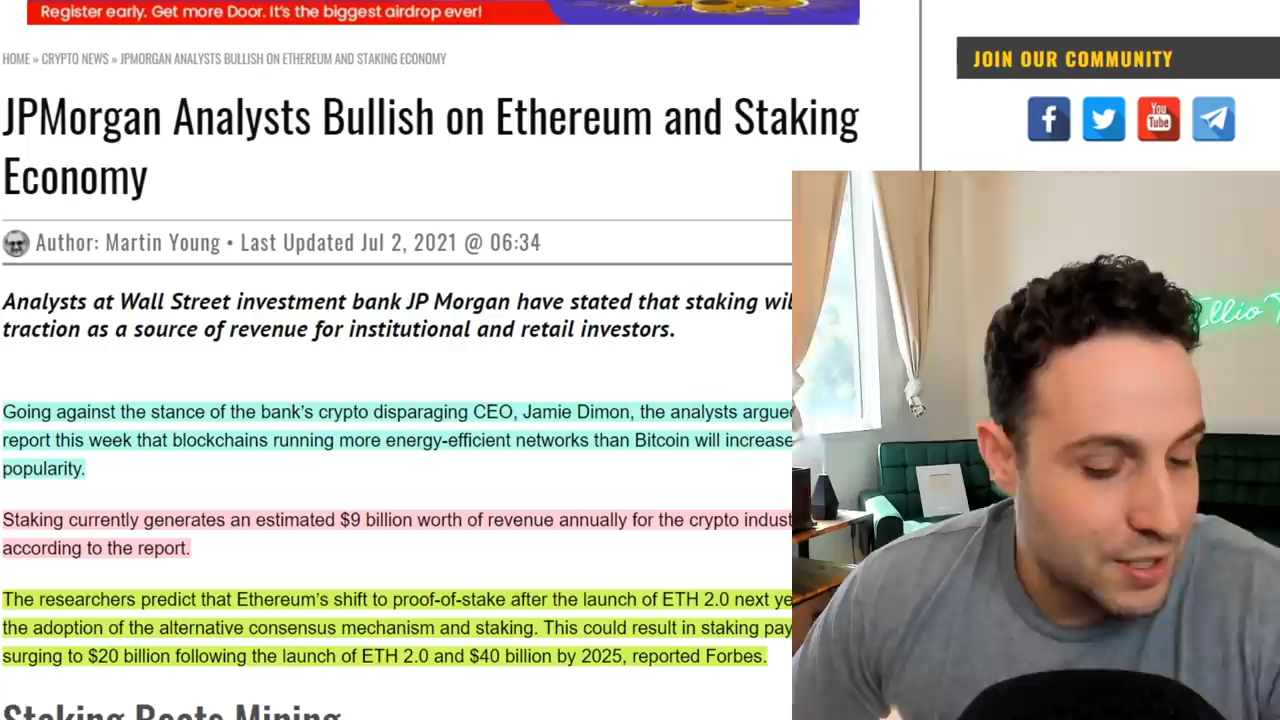 Register early. Get more Door. It's the biggest airdrop ever!
HOME » CRYPTO NEWS » JPMORGAN ANALYSTS BULLISH ON ETHEREUM AND STAKING ECONOMY
JPMorgan Analysts Bullish on Ethereum and Staking
Economy
Author: Martin Young • Last Updated Jul 2, 2021 @ 06:34
Analysts at Wall Street investment bank JP Morgan have stated that staking wil
traction as a source of revenue for institutional and retail investors.
Going against the stance of the bank's crypto disparaging CEO, Jamie Dimon, the analysts argued
report this week that blockchains running more energy-efficient networks than Bitcoin will increase
popularity.
Staking currently generates an estimated $9 billion worth of revenue annually for the crypto indust
according to the report.
The researchers predict that Ethereum's shift to proof-of-stake after the launch of ETH 2.0 next ye
the adoption of the alternative consensus mechanism and staking. This could result in staking pay
surging to $20 billion following the launch of ETH 2.0 and $40 billion by 2025, reported Forbes.
Staking Boots Mining
JOIN OUR COMMUNITY
You
Tube
Ellio T